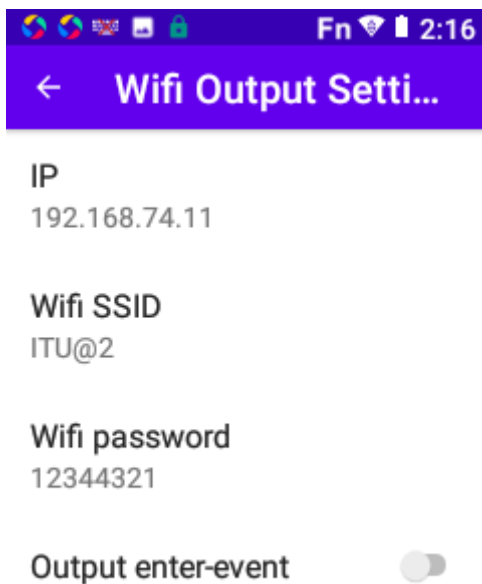 Fn 2:16
Wifi Output Setti...
IP
192.168.74.11
Wifi SSID
ITU@2
Wifi password
12344321
Output enter-event